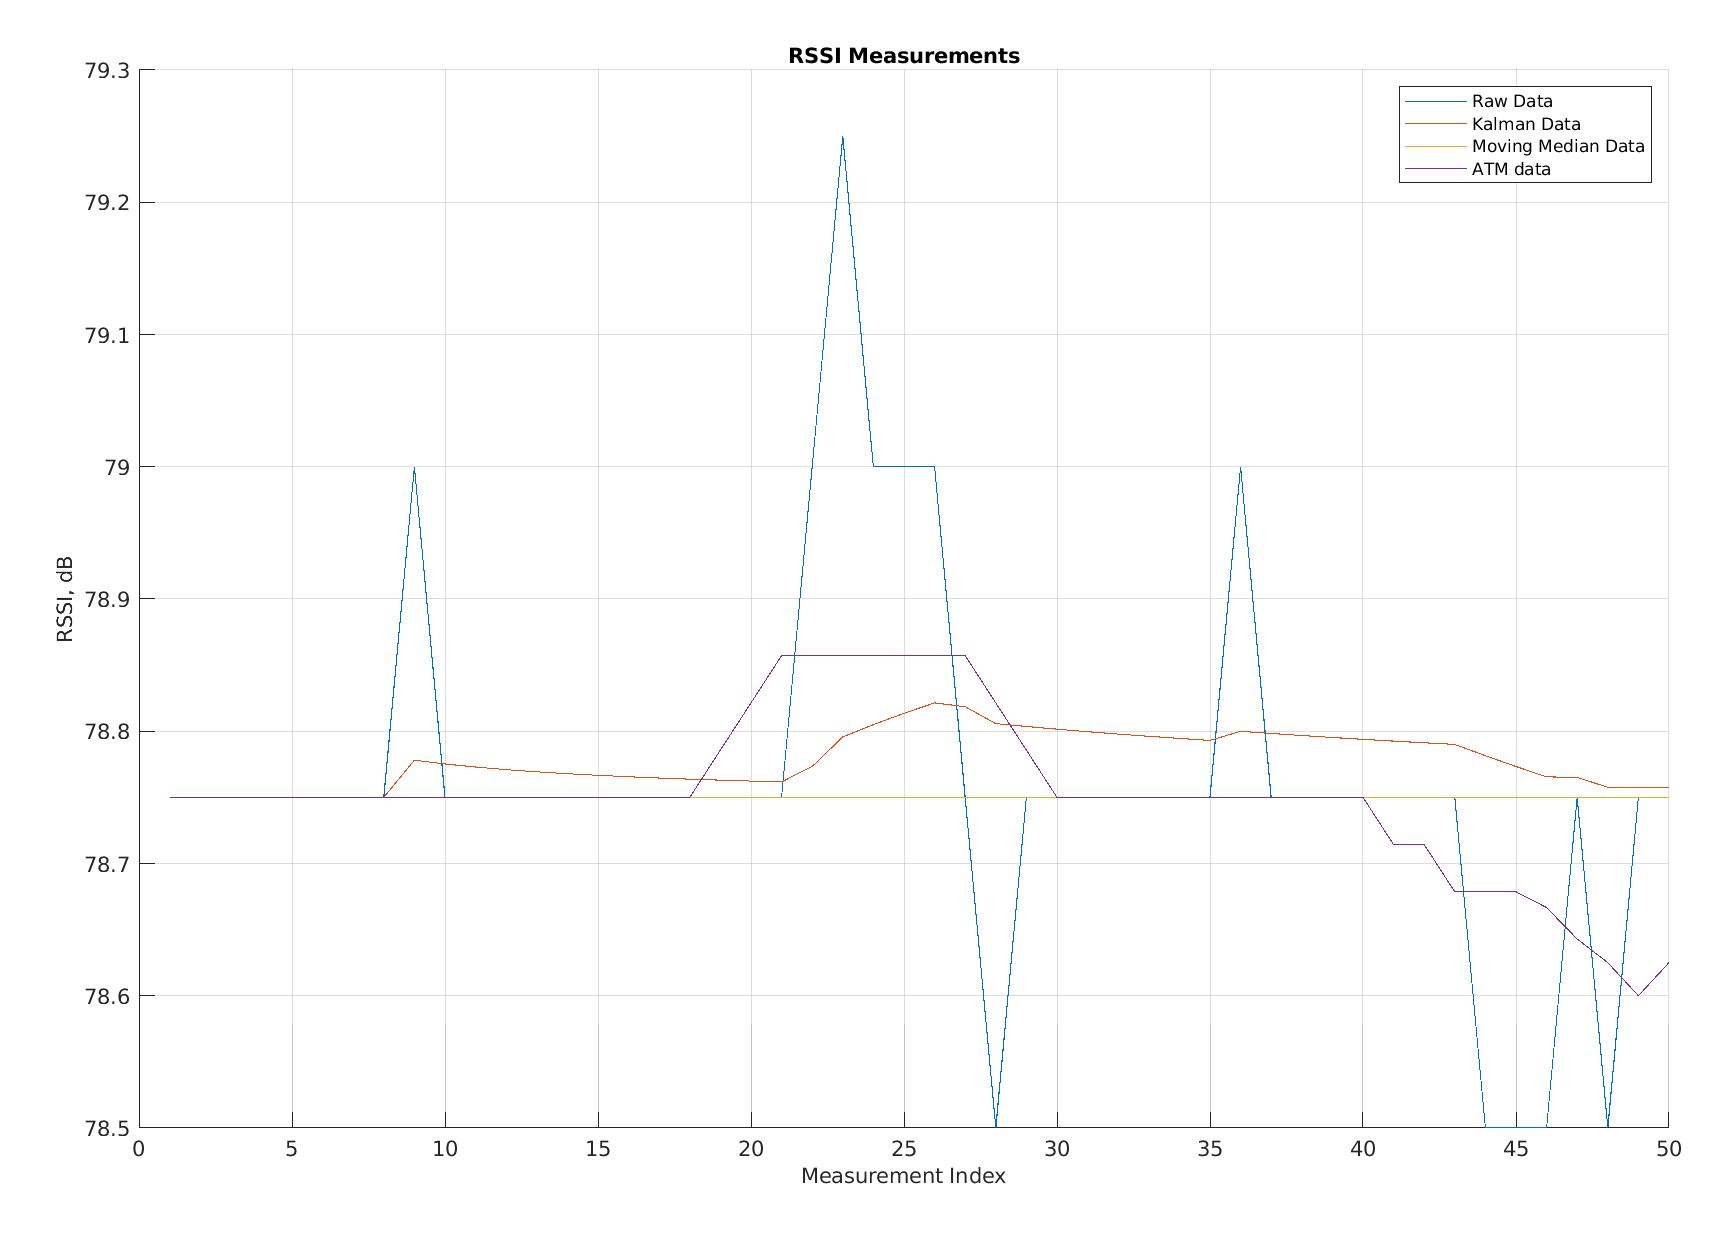 RSSI Measurements
79.3
79.2
79.1
79
78.9
78.8
78.7
78.6
78.5
RSSI, dB
Raw Data
Kalman Data
Moving Median Data
ATM data
0 5 10 15 20 25 30 35 40 45 50
Measurement Index